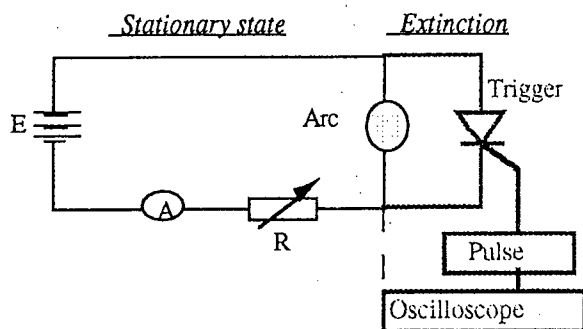 Stationary state
Extinction
Trigger
E
Arc
A
R
Pulse
Oscilloscope